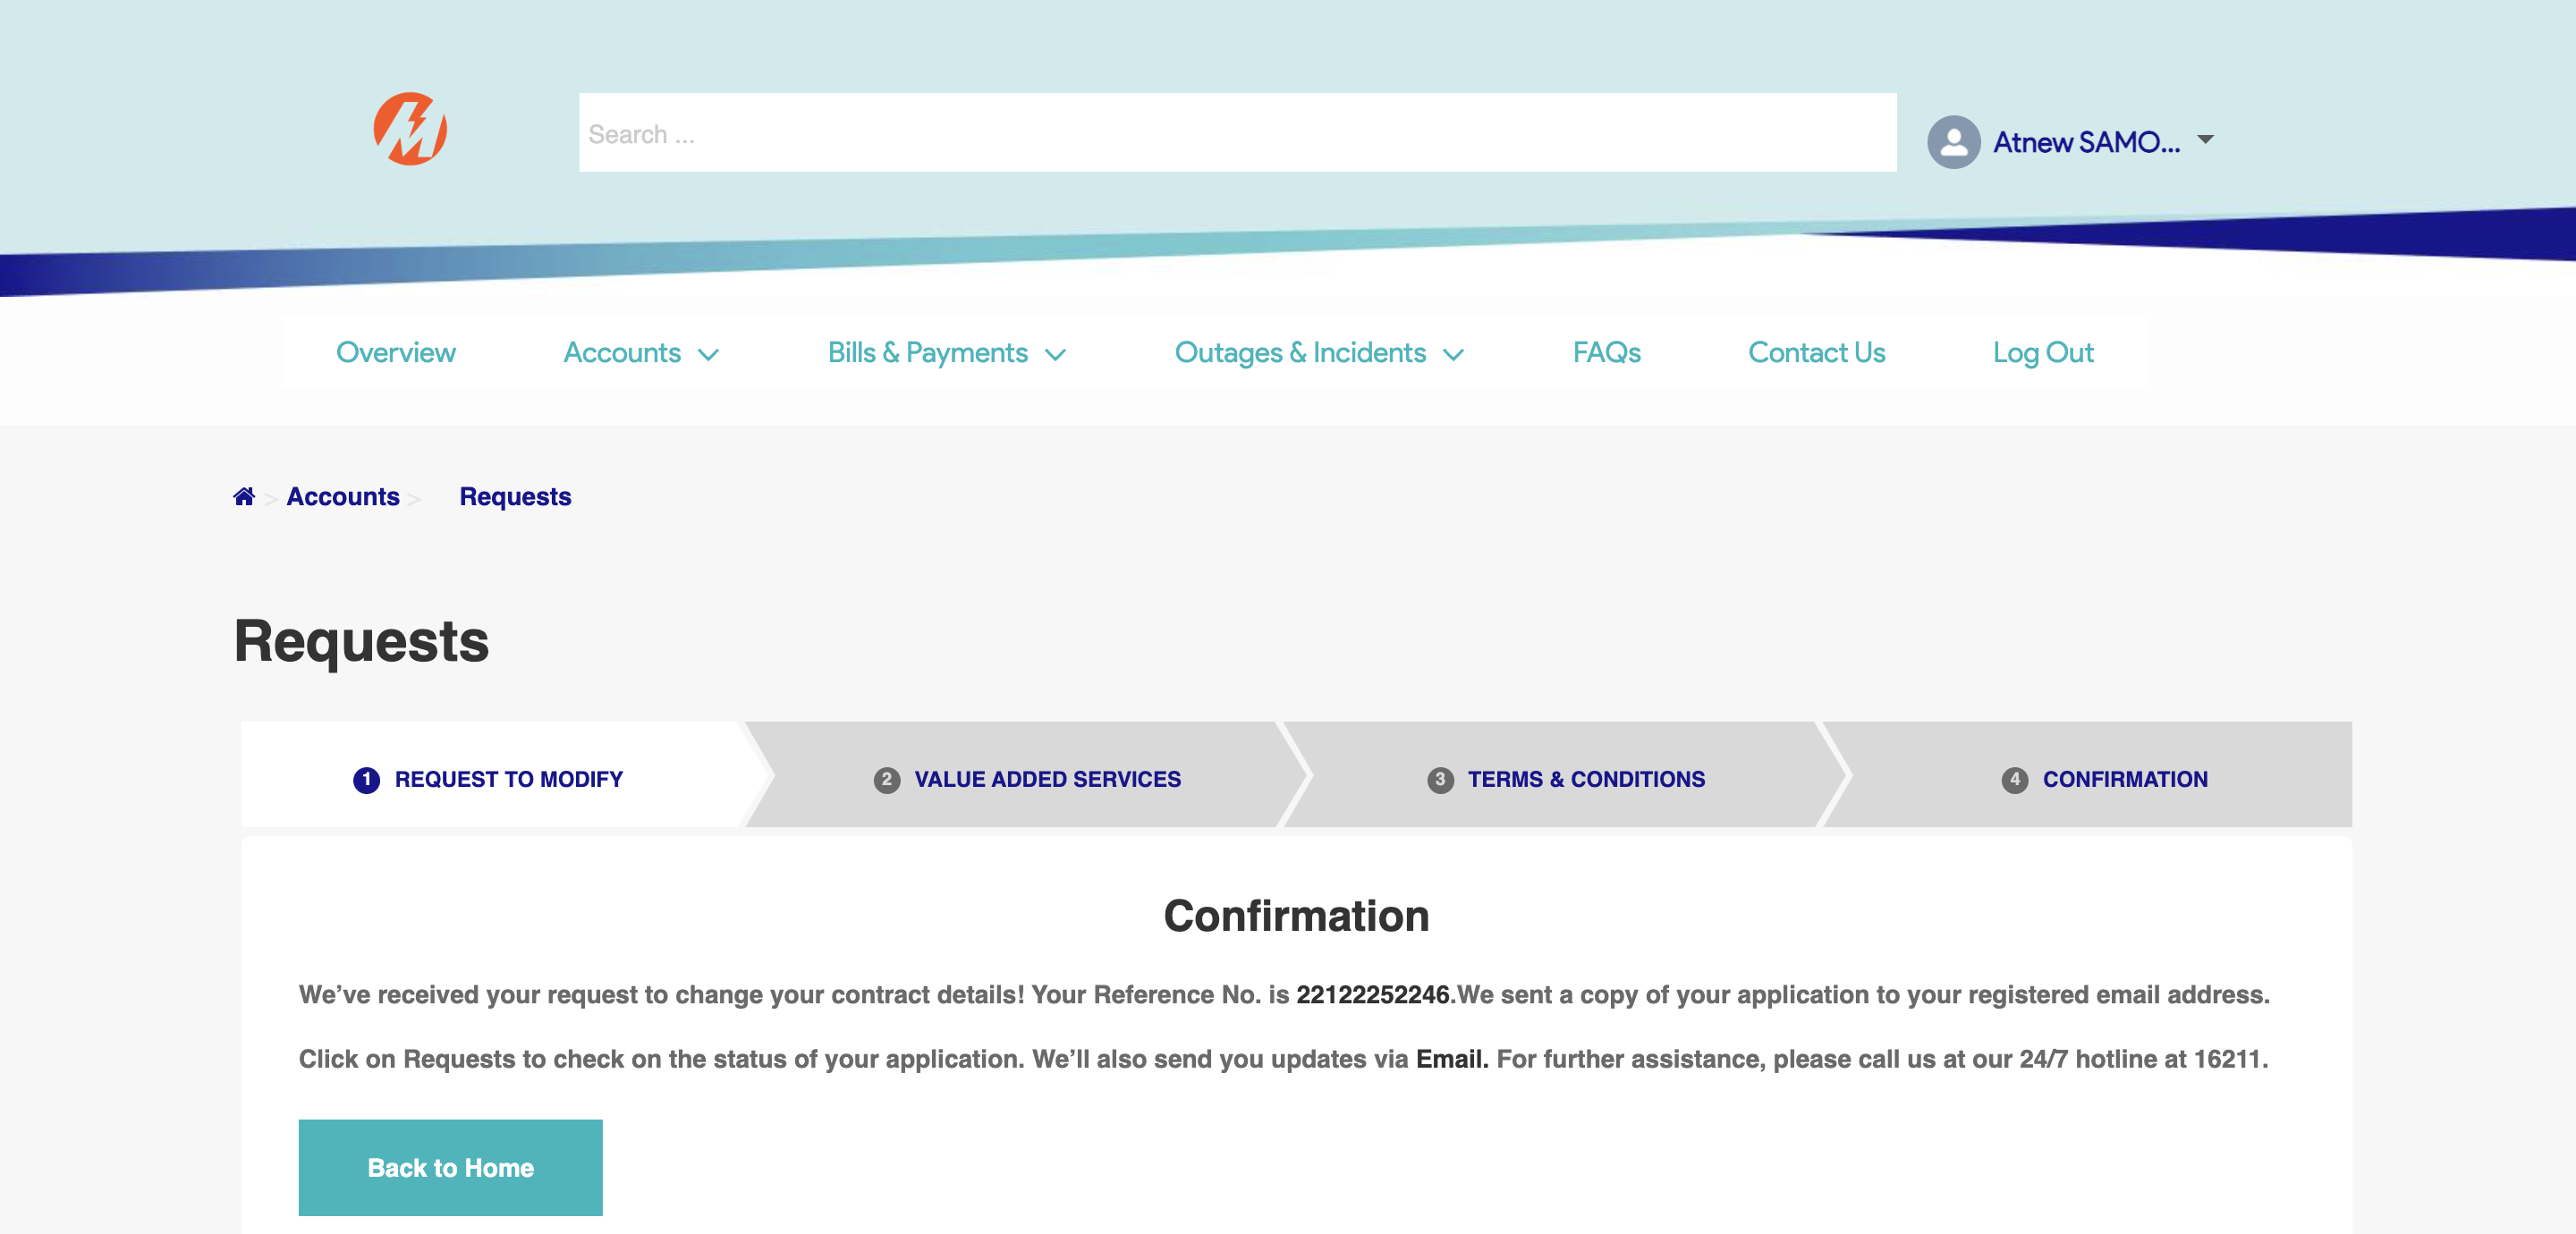 Search ...
Atnew SAMO...
Overview
Accounts
Bills & Payments
Outages & Incidents
FAQs
Contact Us
Log Out
> Accounts > Requests
Requests
1 REQUEST TO MODIFY
2 VALUE ADDED SERVICES
3 TERMS & CONDITIONS
4 CONFIRMATION
Confirmation
We’ve received your request to change your contract details! Your Reference No. is 22122252246.We sent a copy of your application to your registered email address.
Click on Requests to check on the status of your application. We’ll also send you updates via Email. For further assistance, please call us at our 24/7 hotline at 16211.
Back to Home